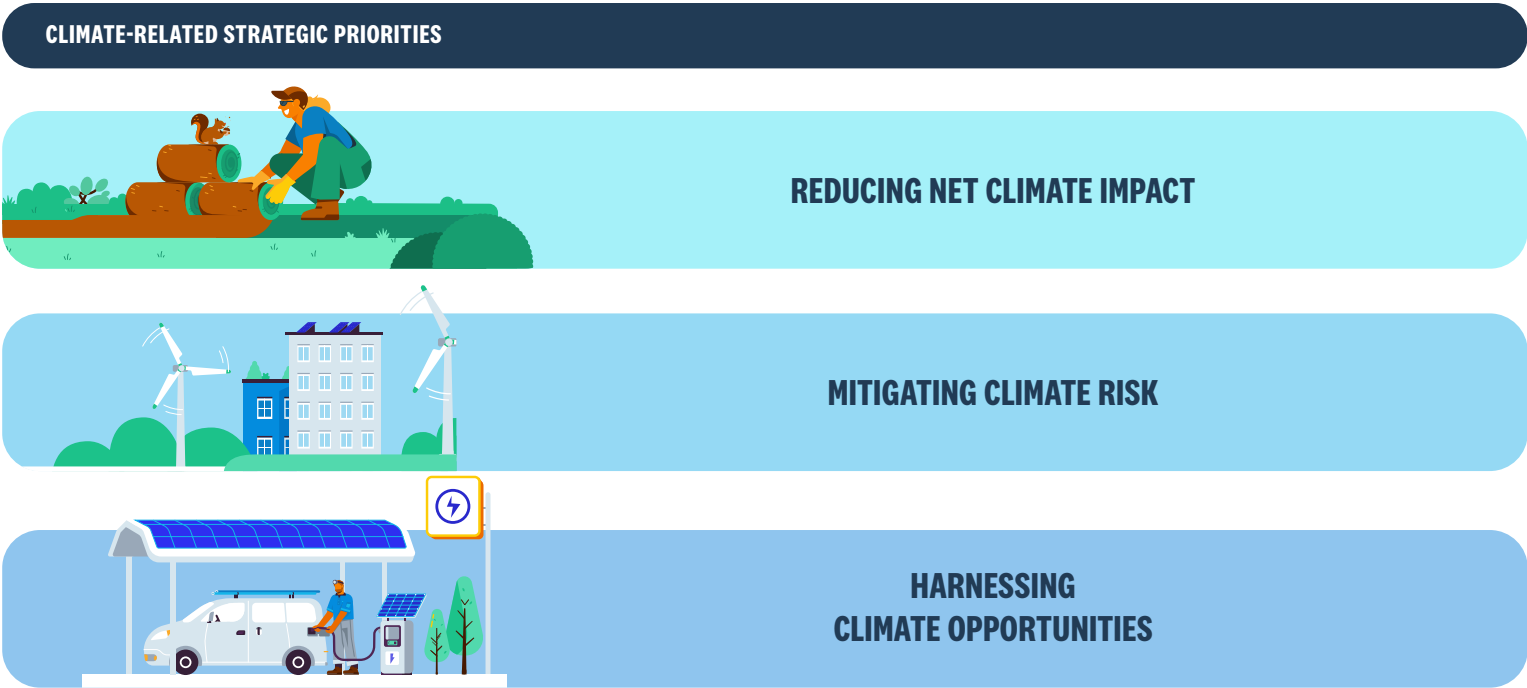 CLIMATE-RELATED STRATEGIC PRIORITIES
REDUCING NET CLIMATE IMPACT
MITIGATING CLIMATE RISK
HARNESSING
CLIMATE OPPORTUNITIES